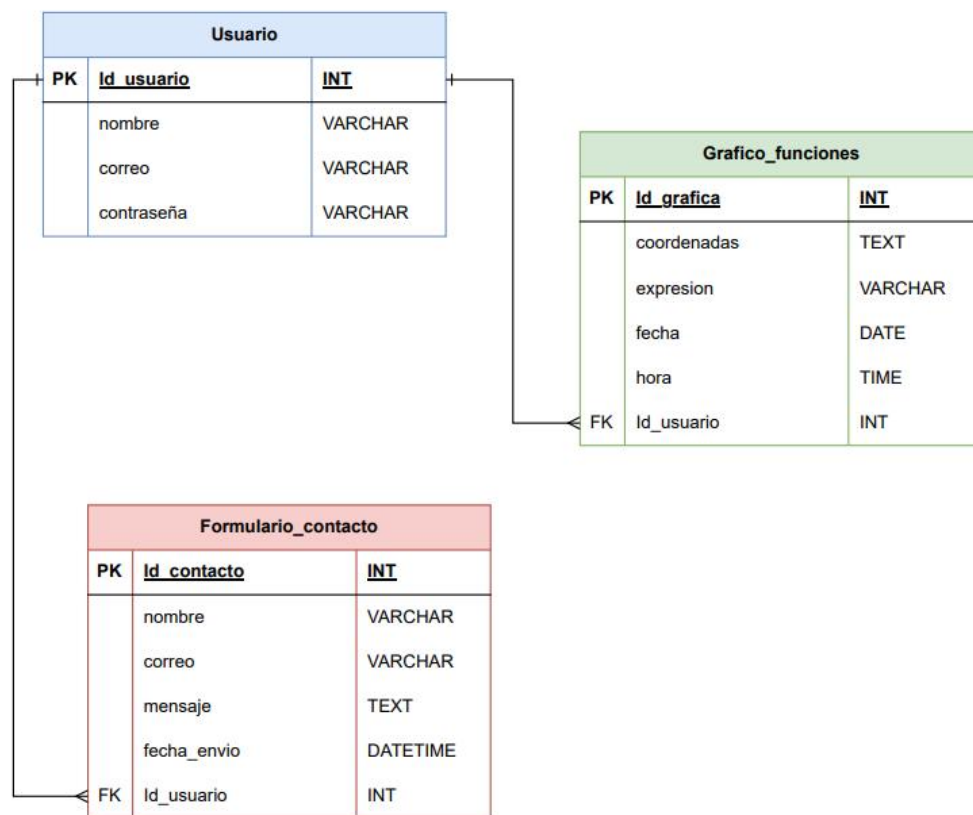 Usuario
PK Id_usuario INT
nombre VARCHAR
correo VARCHAR
contraseña VARCHAR
Grafico_funciones
PK Id_grafica INT
coordenadas TEXT
expresion VARCHAR
fecha DATE
hora TIME
FK Id_usuario INT
Formulario_contacto
PK Id_contacto INT
nombre VARCHAR
correo VARCHAR
mensaje TEXT
fecha_envio DATETIME
FK Id_usuario INT